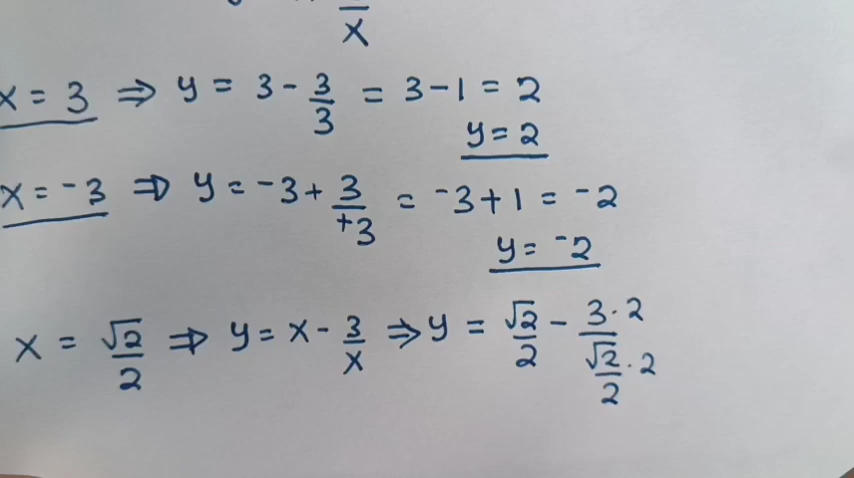 x
x = 3 ⇒ y = 3 - 3/3 = 3 - 1 = 2
y = 2
x = -3 ⇒ y = -3 + 3/+3 = -3 + 1 = -2
y = -2
x = √2/2 ⇒ y = x - 3/x ⇒ y = √2/2 - (3·2)/(√2/2·2)